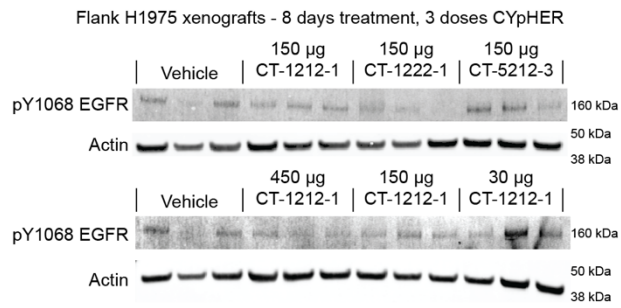 Flank H1975 xenografts - 8 days treatment, 3 doses CYpHER
150 µg 150 µg 150 µg
Vehicle CT-1212-1 CT-1222-1 CT-5212-3
pY1068 EGFR 160 kDa
50 kDa
Actin
38 kDa
450 µg 150 µg 30 µg
Vehicle CT-1212-1 CT-1212-1 CT-1212-1
pY1068 EGFR 160 kDa
50 kDa
Actin
38 kDa